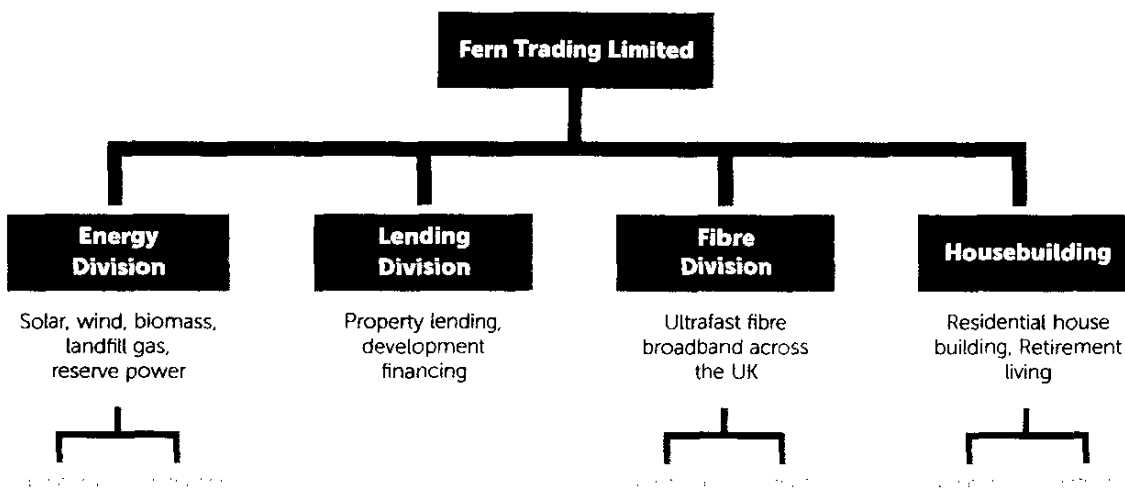 Fern Trading Limited
Energy
Division
Lending
Division
Fibre
Division
Housebuilding
Solar, wind, biomass,
landfill gas,
reserve power
Property lending,
development
financing
Ultrafast fibre
broadband across
the UK
Residential house
building, Retirement
living